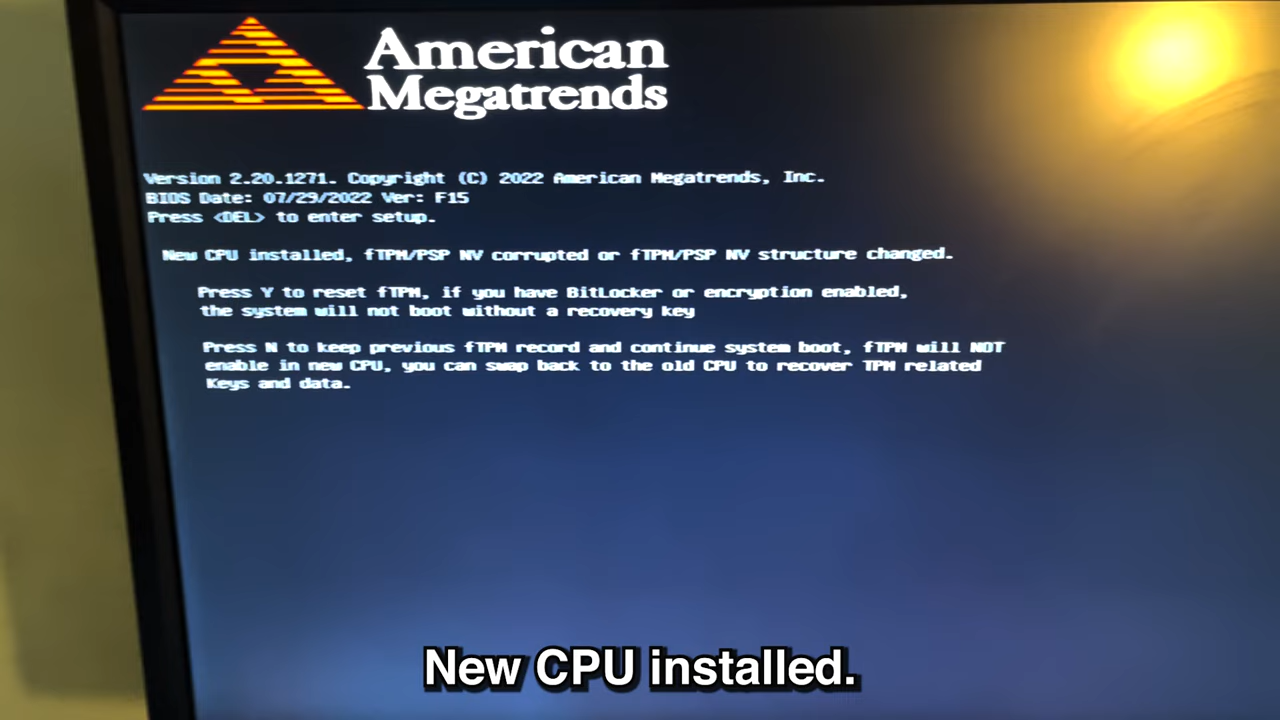 American
Megatrends
Version 2.20.1271. Copyright (C) 2022 American Megatrends, Inc.
BIOS Date: 07/29/2022 Ver: F15
Press <DEL> to enter setup.
New CPU installed, fTPM/PSP NV corrupted or fTPM/PSP NV structure changed.
Press Y to reset fTPM, if you have BitLocker or encryption enabled,
the system will not boot without a recovery key
Press N to keep previous fTPM record and continue system boot, fTPM will NOT
enable in new CPU, you can swap back to the old CPU to recover TPM related
Keys and data.
New CPU installed.